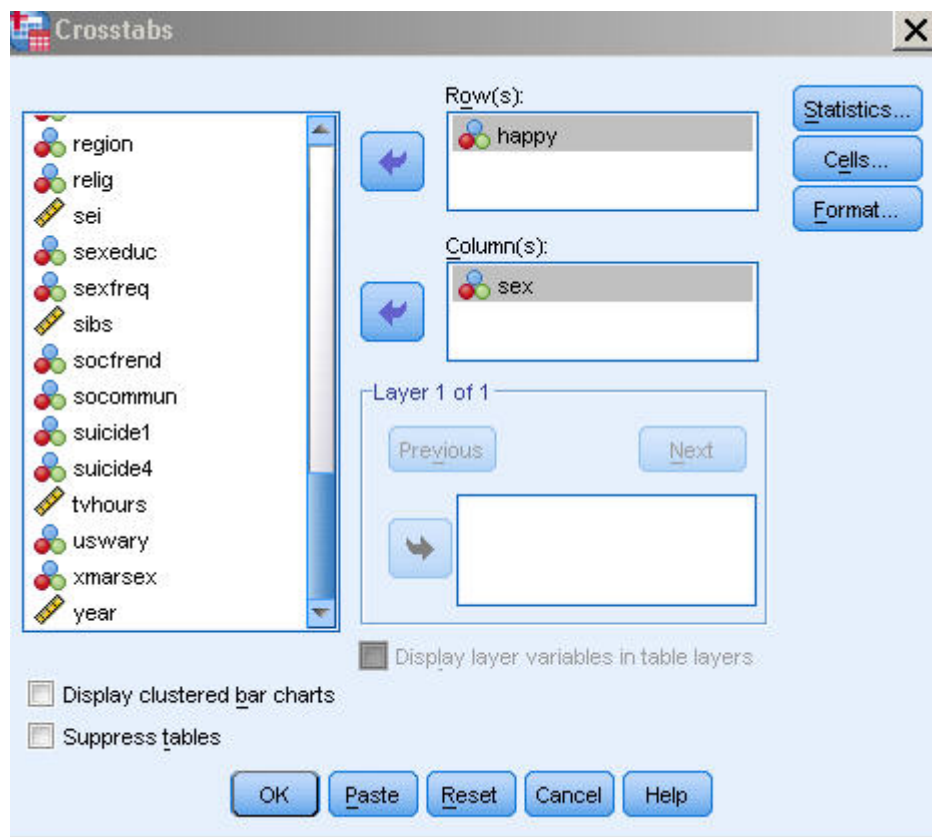 Crosstabs
region
relig
sei
sexeduc
sexfreq
sibs
socfrend
socommun
suicide1
suicide4
tvhours
uswary
xmarsex
year
Row(s):
happy
Column(s):
sex
Layer 1 of 1
Previous
Next
Display layer variables in table layers
Statistics...
Cells...
Format...
Display clustered bar charts
Suppress tables
OK Paste Reset Cancel Help